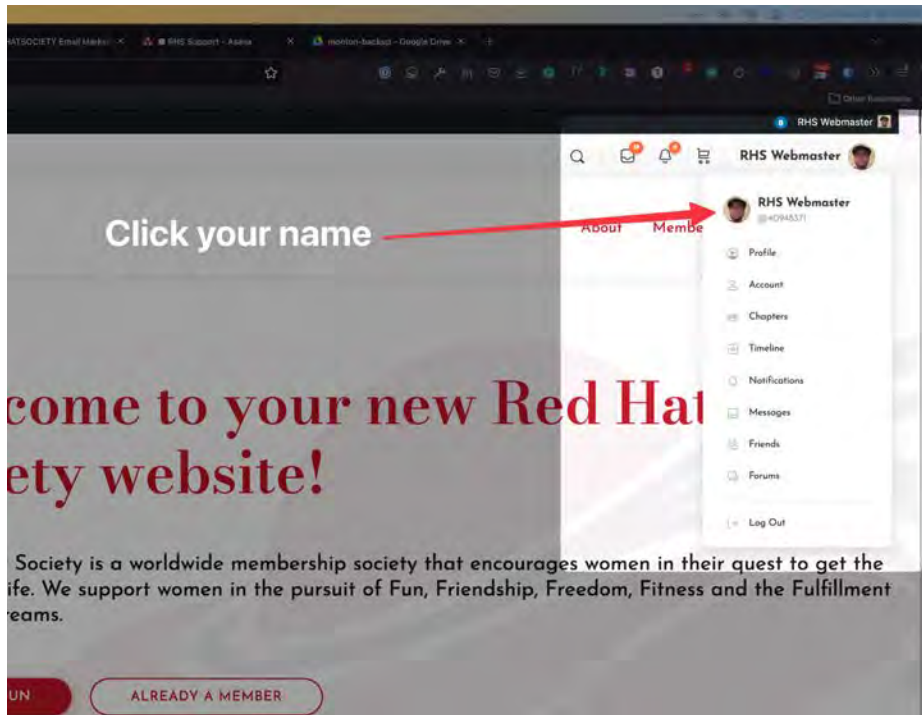 RHS Support - Asana
Google Drive
Other Bookmarks
RHS Webmaster
RHS Webmaster
RHS Webmaster
Click your name
About
Profile
Account
Chapters
Timeline
Notifications
Messages
Friends
Forums
Log Out
come to your new Red Hat
ety website!
Society is a worldwide membership society that encourages women in their quest to get the
ife. We support women in the pursuit of Fun, Friendship, Freedom, Fitness and the Fulfillment
reams.
UN
ALREADY A MEMBER